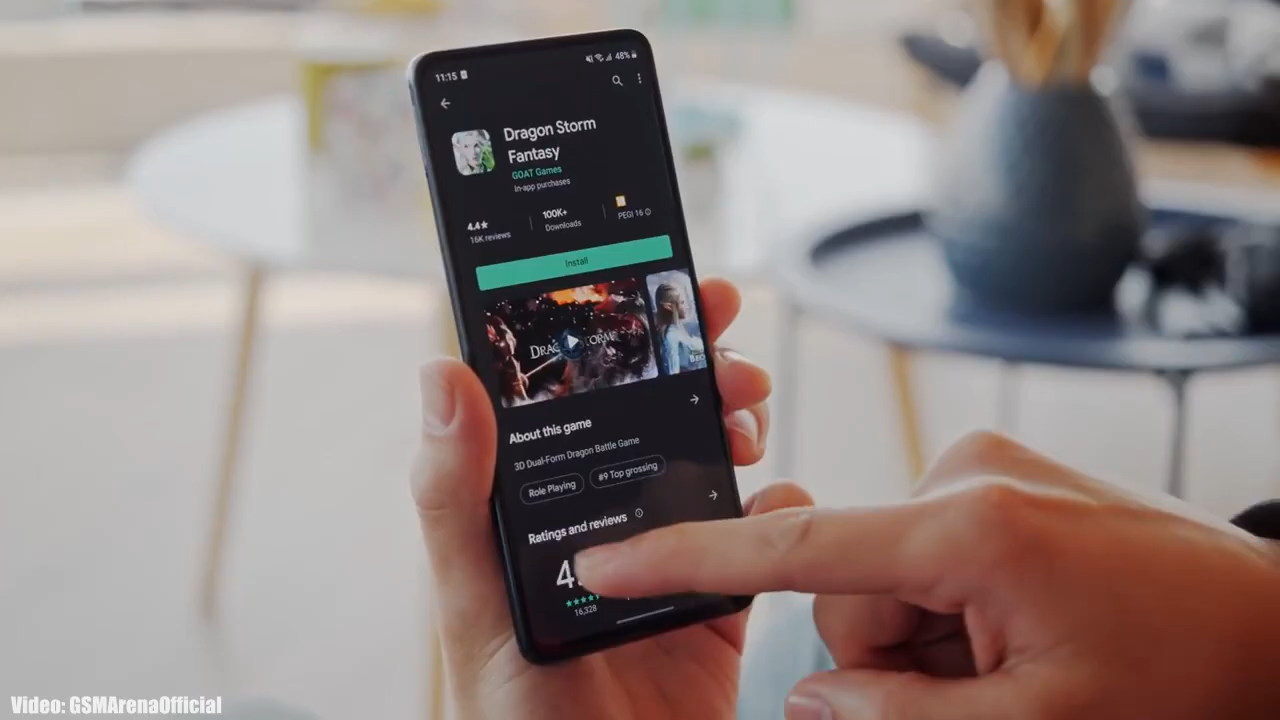 11:15
48%
Dragon Storm
Fantasy
GOAT Games
In-app purchases
4.4★
16K reviews
100K+
Downloads
PEGI 16
Install
About this game
3D Dual-Form Dragon Battle Game
Role Playing
#9 Top grossing
Ratings and reviews
16,328
Video: GSMArenaOfficial